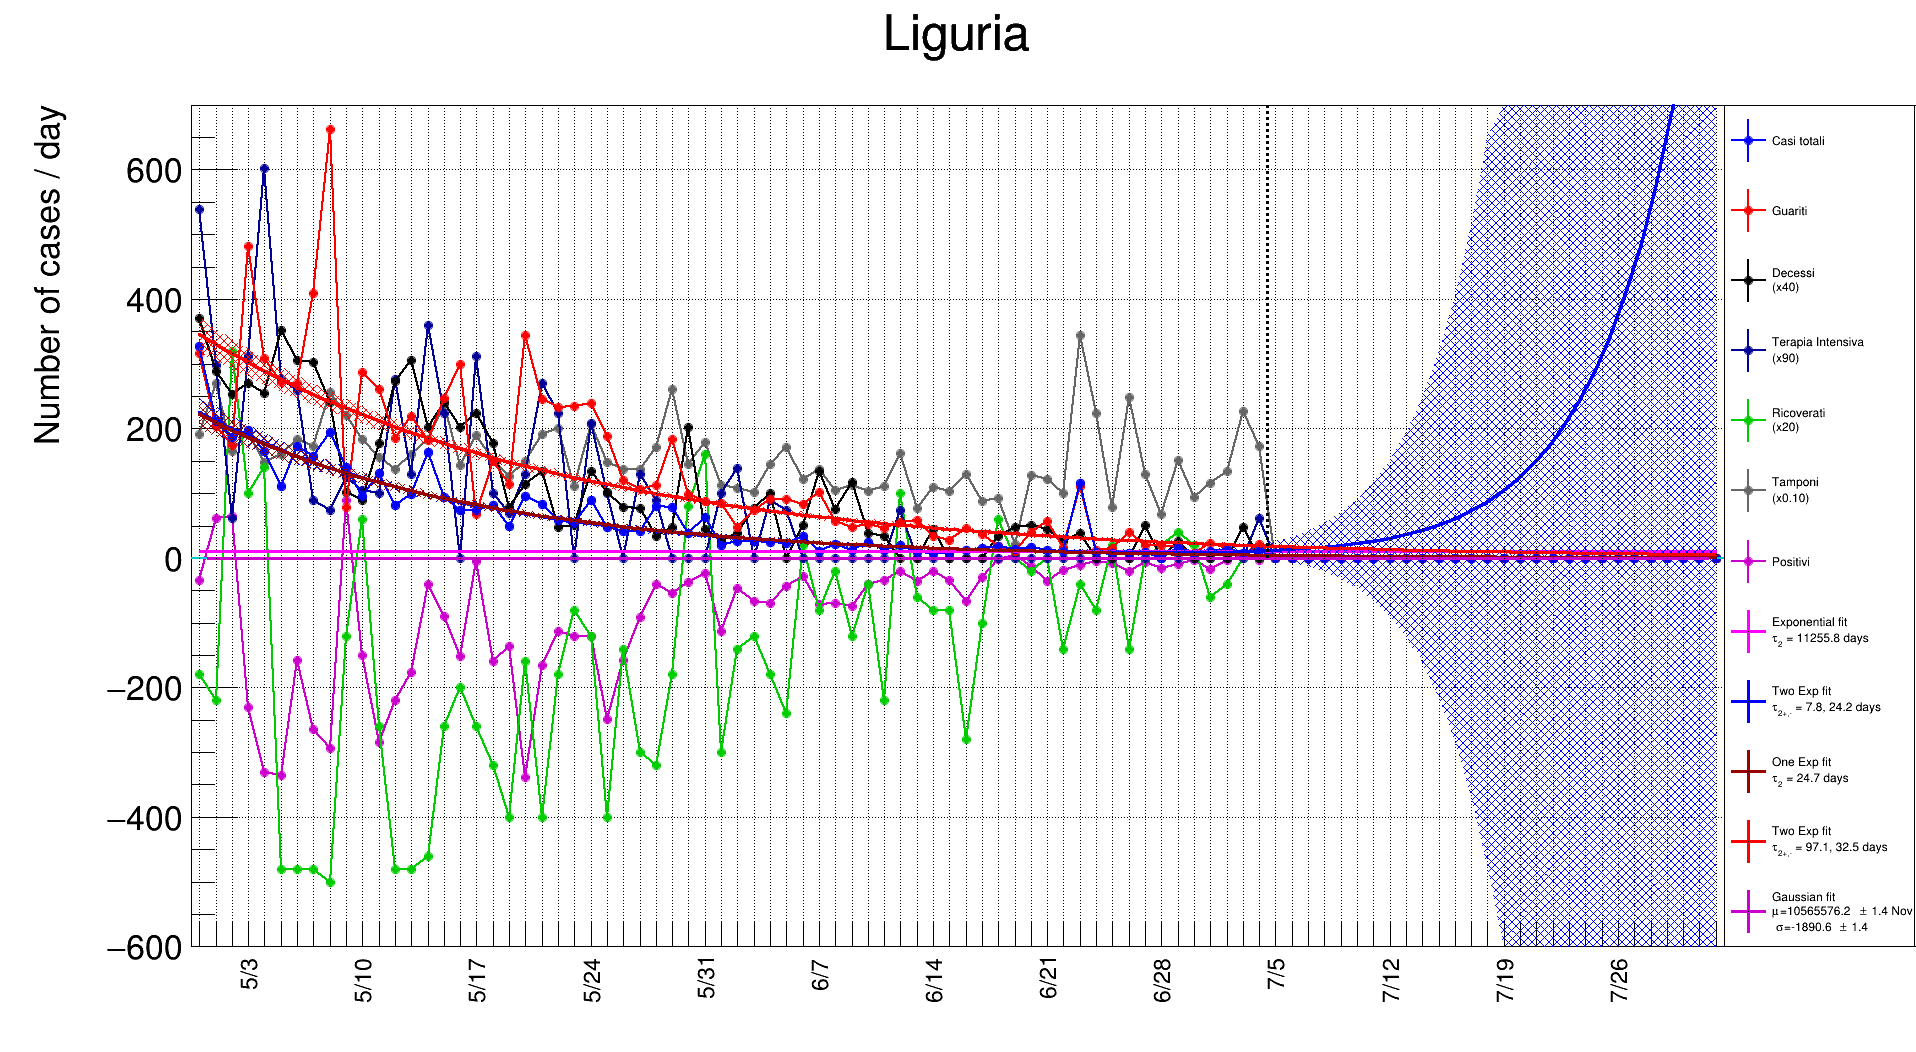 Liguria
Number of cases / day
600
400
200
0
−200
−400
−600
5/3
5/10
5/17
5/24
5/31
6/7
6/14
6/21
6/28
7/5
7/12
7/19
7/26
Casi totali
Guariti
Decessi
(x40)
Terapia Intensiva
(x90)
Ricoverati
(x20)
Tamponi
(x0.10)
Positivi
Exponential fit
τ2 = 11255.8 days
Two Exp fit
τ2+,- = 7.8, 24.2 days
One Exp fit
τ2 = 24.7 days
Two Exp fit
τ2+,- = 97.1, 32.5 days
Gaussian fit
μ=10565576.2 ± 1.4 Nov
σ=-1890.6 ± 1.4